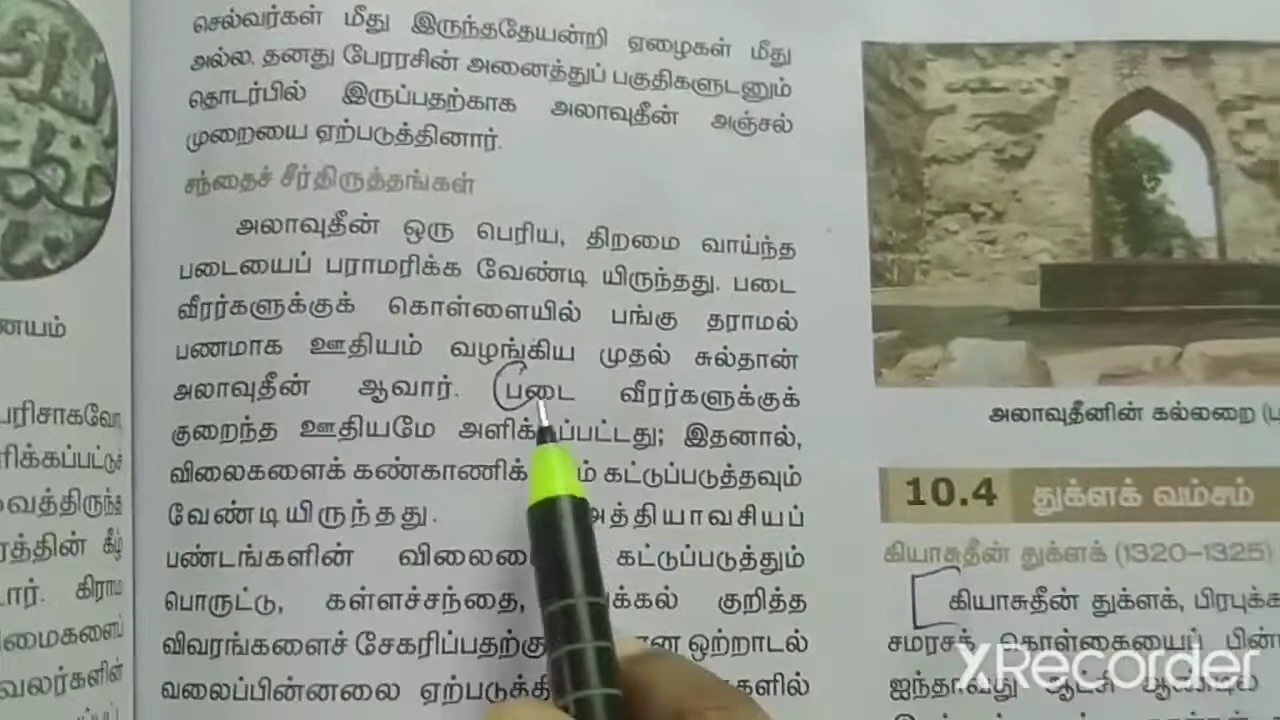 னயம்
பரிசாகவோ
ரிக்கப்பட்டுச்
வைத்திருந்த
ரத்தின் கீழ்
டார். கிராம
வலர்களின்
செல்வர்கள் மீது இருந்ததேயன்றி ஏழைகள் மீது
அல்ல. தனது பேரரசின் அனைத்துப் பகுதிகளுடனும்
தொடர்பில் இருப்பதற்காக அலாவுதீன் அஞ்சல்
முறையை ஏற்படுத்தினார்.
சந்தைச் சீர்திருத்தங்கள்
அலாவுதீன் ஒரு பெரிய, திறமை வாய்ந்த
படையைப் பராமரிக்க வேண்டி யிருந்தது. படை
வீரர்களுக்குக் கொள்ளையில் பங்கு தராமல்
பணமாக ஊதியம் வழங்கிய முதல் சுல்தான்
அலாவுதீன் ஆவார். படை வீரர்களுக்குக்
குறைந்த ஊதியமே அளிக்கப்பட்டது; இதனால்,
விலைகளைக் கண்காணிக் ம் கட்டுப்படுத்தவும்
வேண்டியிருந்தது. அத்தியாவசியப்
பண்டங்களின் விலை கட்டுப்படுத்தும்
பொருட்டு, கள்ளச்சந்தை, க்கல் குறித்த
விவரங்களைச் சேகரிப்பதற்கு ன ஒற்றாடல்
வலைப்பின்னலை ஏற்படுத்தி களில்
அலாவுதீனின் கல்லறை (பு
10.4 துக்ளக் வம்சம்
கியாசுதீன் துக்ளக் (1320–1325)
கியாசுதீன் துக்ளக், பிரபுக்க
சமரசக் கொள்கையைப் பின்
ஐந்தாவது ஆட்சி ஆண்டில்
XRecorder